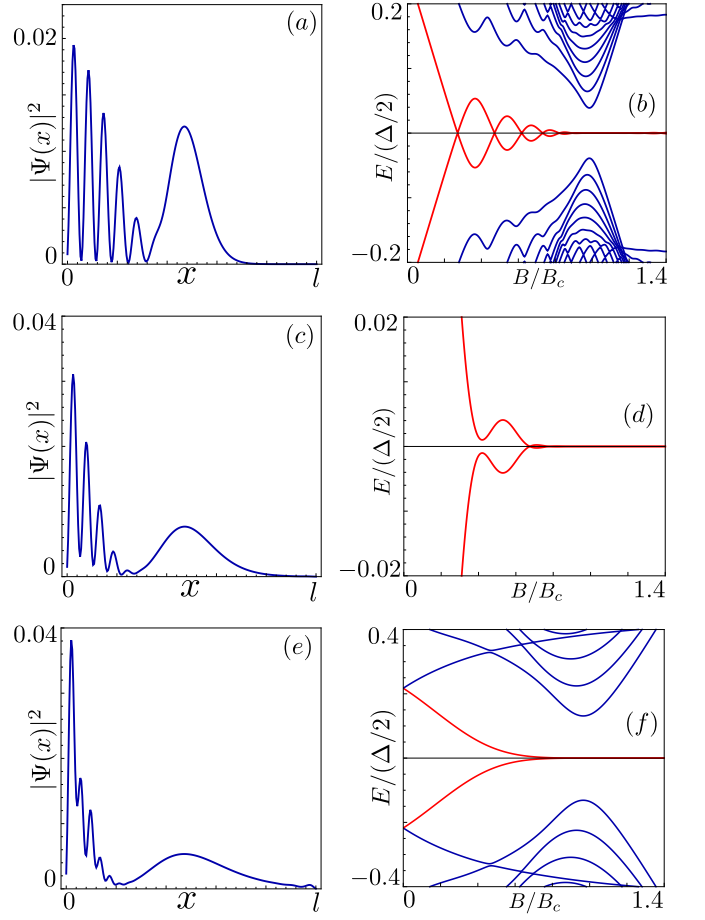 (a)
0.02
|Ψ(x)|²
0
0
x
l
(b)
0.2
E/(Δ/2)
−0.2
0
B/B_c
1.4
(c)
0.04
|Ψ(x)|²
0
0
x
l
(d)
0.02
E/(Δ/2)
−0.02
0
B/B_c
1.4
(e)
0.04
|Ψ(x)|²
0
0
x
l
(f)
0.4
E/(Δ/2)
−0.4
0
B/B_c
1.4